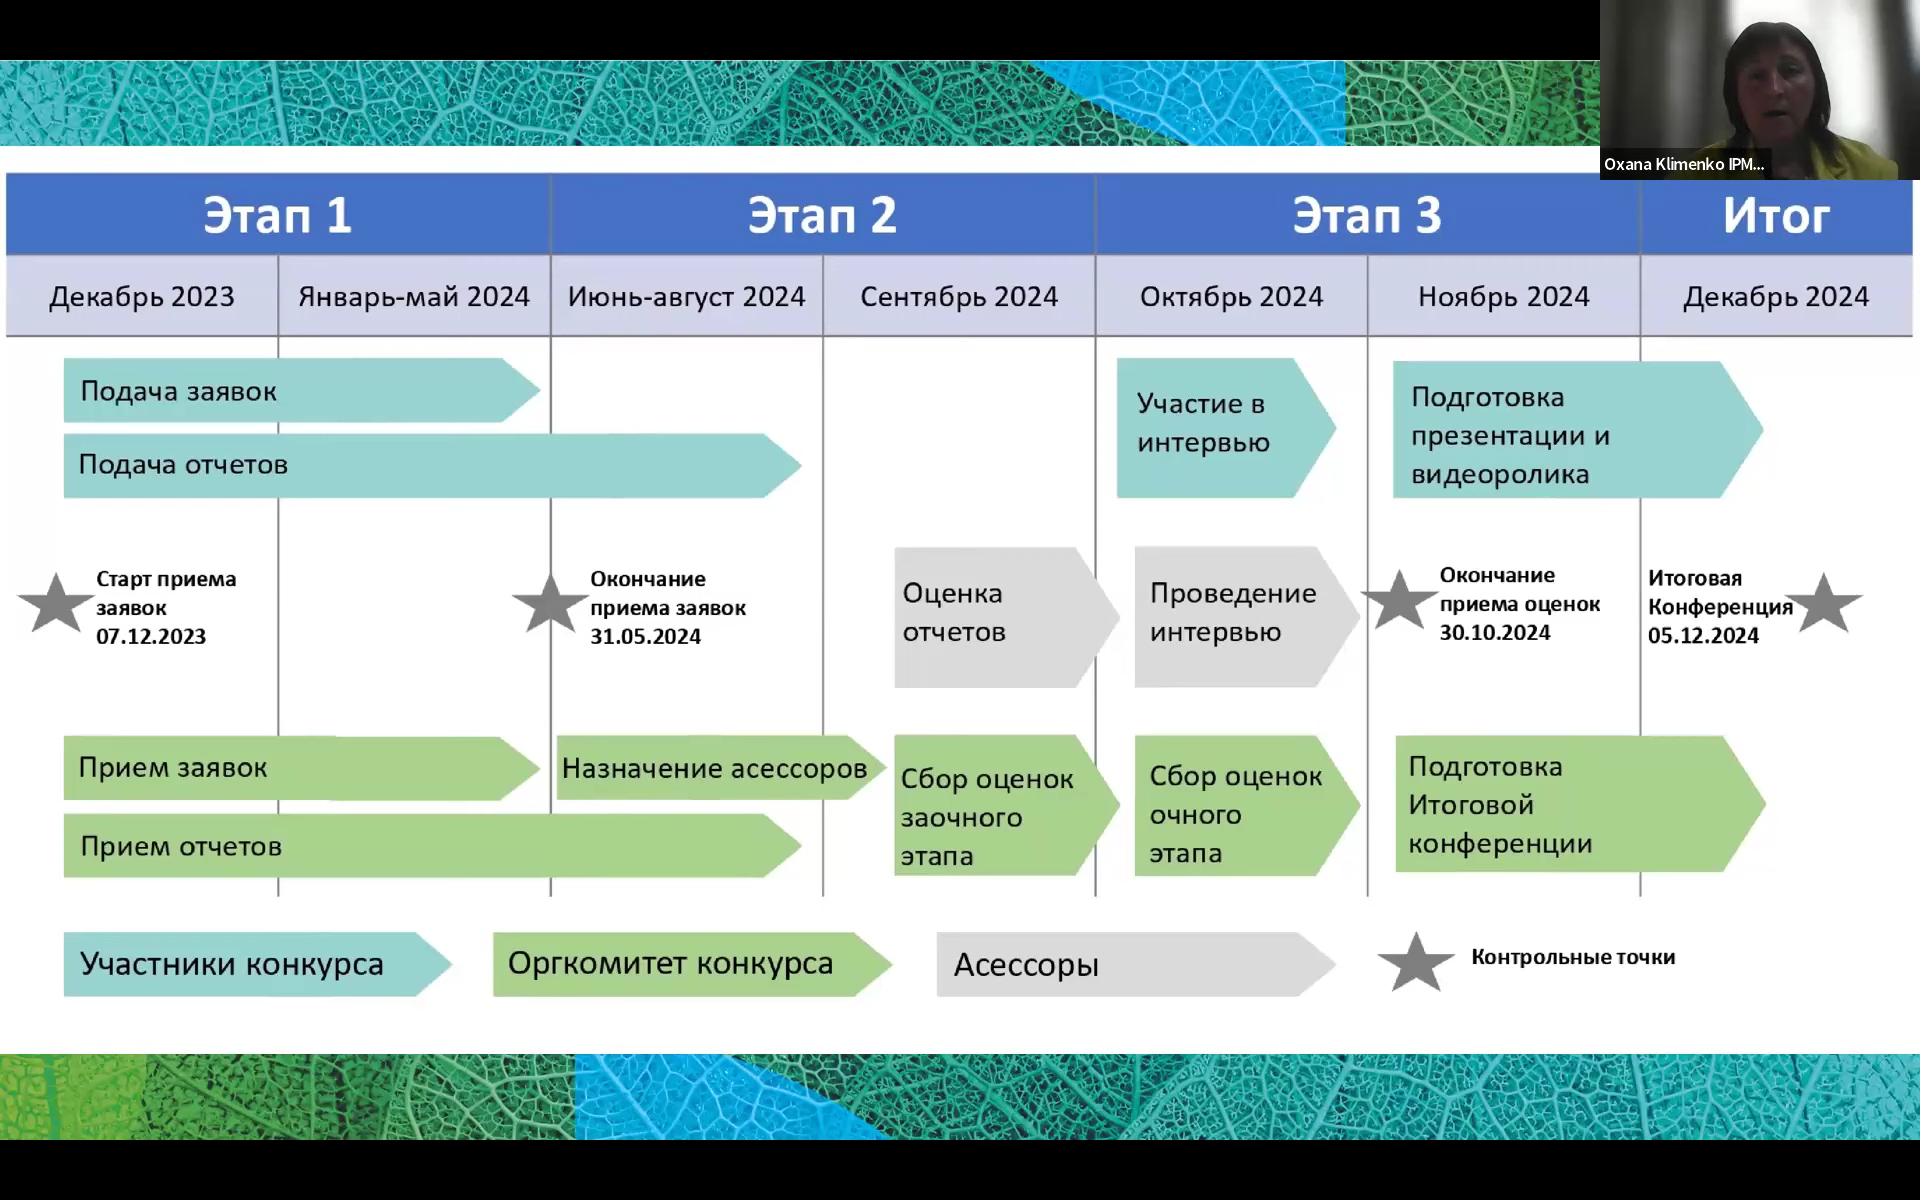 Oxana Klimenko IPM...
Этап 1
Этап 2
Этап 3
Итог
Декабрь 2023
Январь-май 2024
Июнь-август 2024
Сентябрь 2024
Октябрь 2024
Ноябрь 2024
Декабрь 2024
Подача заявок
Подача отчетов
Участие в
интервью
Подготовка
презентации и
видеоролика
Старт приема
заявок
07.12.2023
Окончание
приема заявок
31.05.2024
Оценка
отчетов
Проведение
интервью
Окончание
приема оценок
30.10.2024
Итоговая
Конференция
05.12.2024
Прием заявок
Назначение асессоров
Прием отчетов
Сбор оценок
заочного
этапа
Сбор оценок
очного
этапа
Подготовка
Итоговой
конференции
Участники конкурса
Оргкомитет конкурса
Асессоры
Контрольные точки